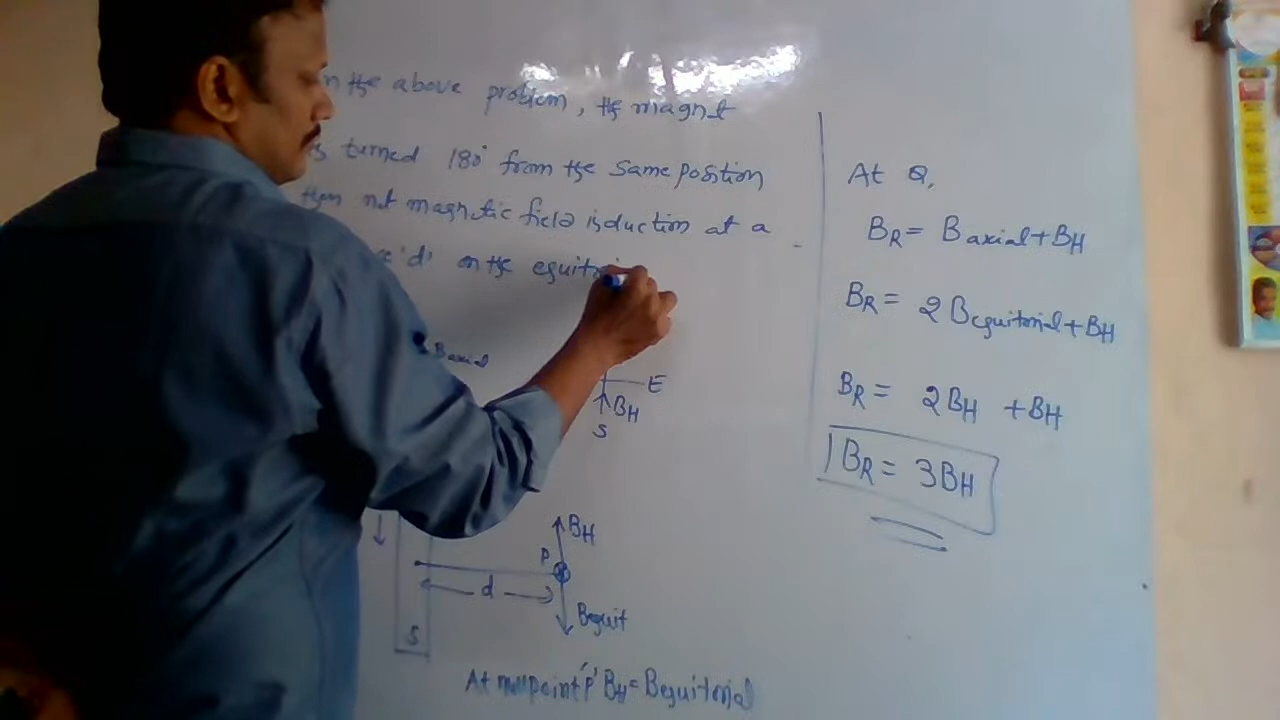 the above problem, the magnet
turned 180° from the same position
then net magnetic field induction at a
'd' on the equitori
Baxial
E
BH
S
BH
P
d
Bequit
S
At null point 'P' BH = Bequitorial
At Q,
BR = Baxial + BH
BR = 2 Bequitorial + BH
BR = 2BH + BH
BR = 3BH